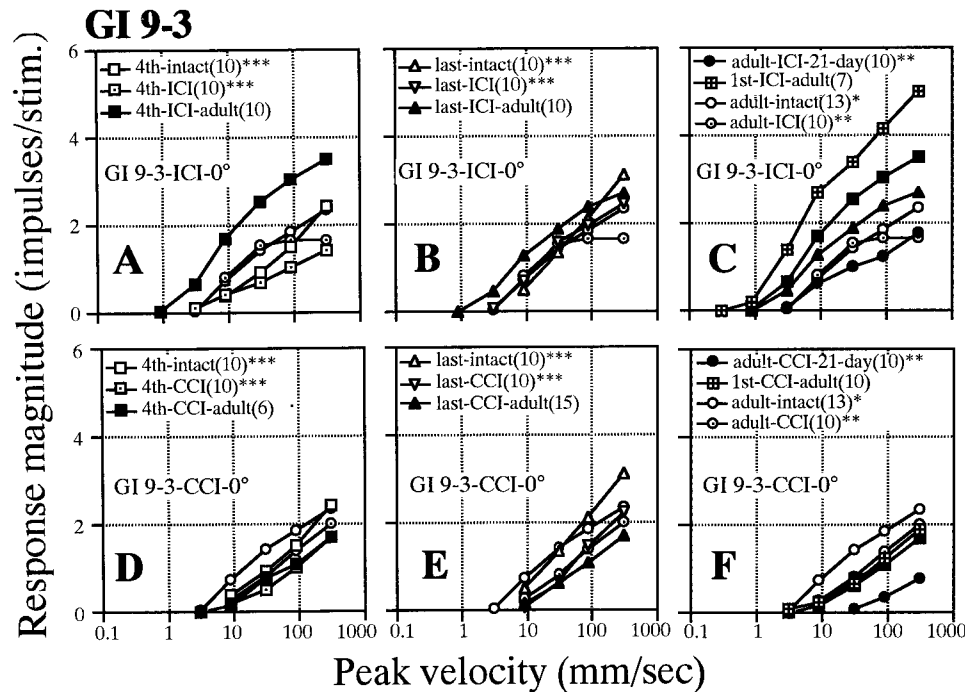 GI 9-3
Response magnitude (impulses/stim.)
6
4
2
0
4th-intact(10)***
4th-ICI(10)***
4th-ICI-adult(10)
GI 9-3-ICI-0°
A
last-intact(10)***
last-ICI(10)***
last-ICI-adult(10)
GI 9-3-ICI-0°
B
adult-ICI-21-day(10)**
1st-ICI-adult(7)
adult-intact(13)*
adult-ICI(10)**
GI 9-3-ICI-0°
C
6
4
2
0
4th-intact(10)***
4th-CCI(10)***
4th-CCI-adult(6)
GI 9-3-CCI-0°
D
last-intact(10)***
last-CCI(10)***
last-CCI-adult(15)
GI 9-3-CCI-0°
E
adult-CCI-21-day(10)**
1st-CCI-adult(10)
adult-intact(13)*
adult-CCI(10)**
GI 9-3-CCI-0°
F
0.1 1 10 100 1000
0.1 1 10 100 1000
0.1 1 10 100 1000
Peak velocity (mm/sec)